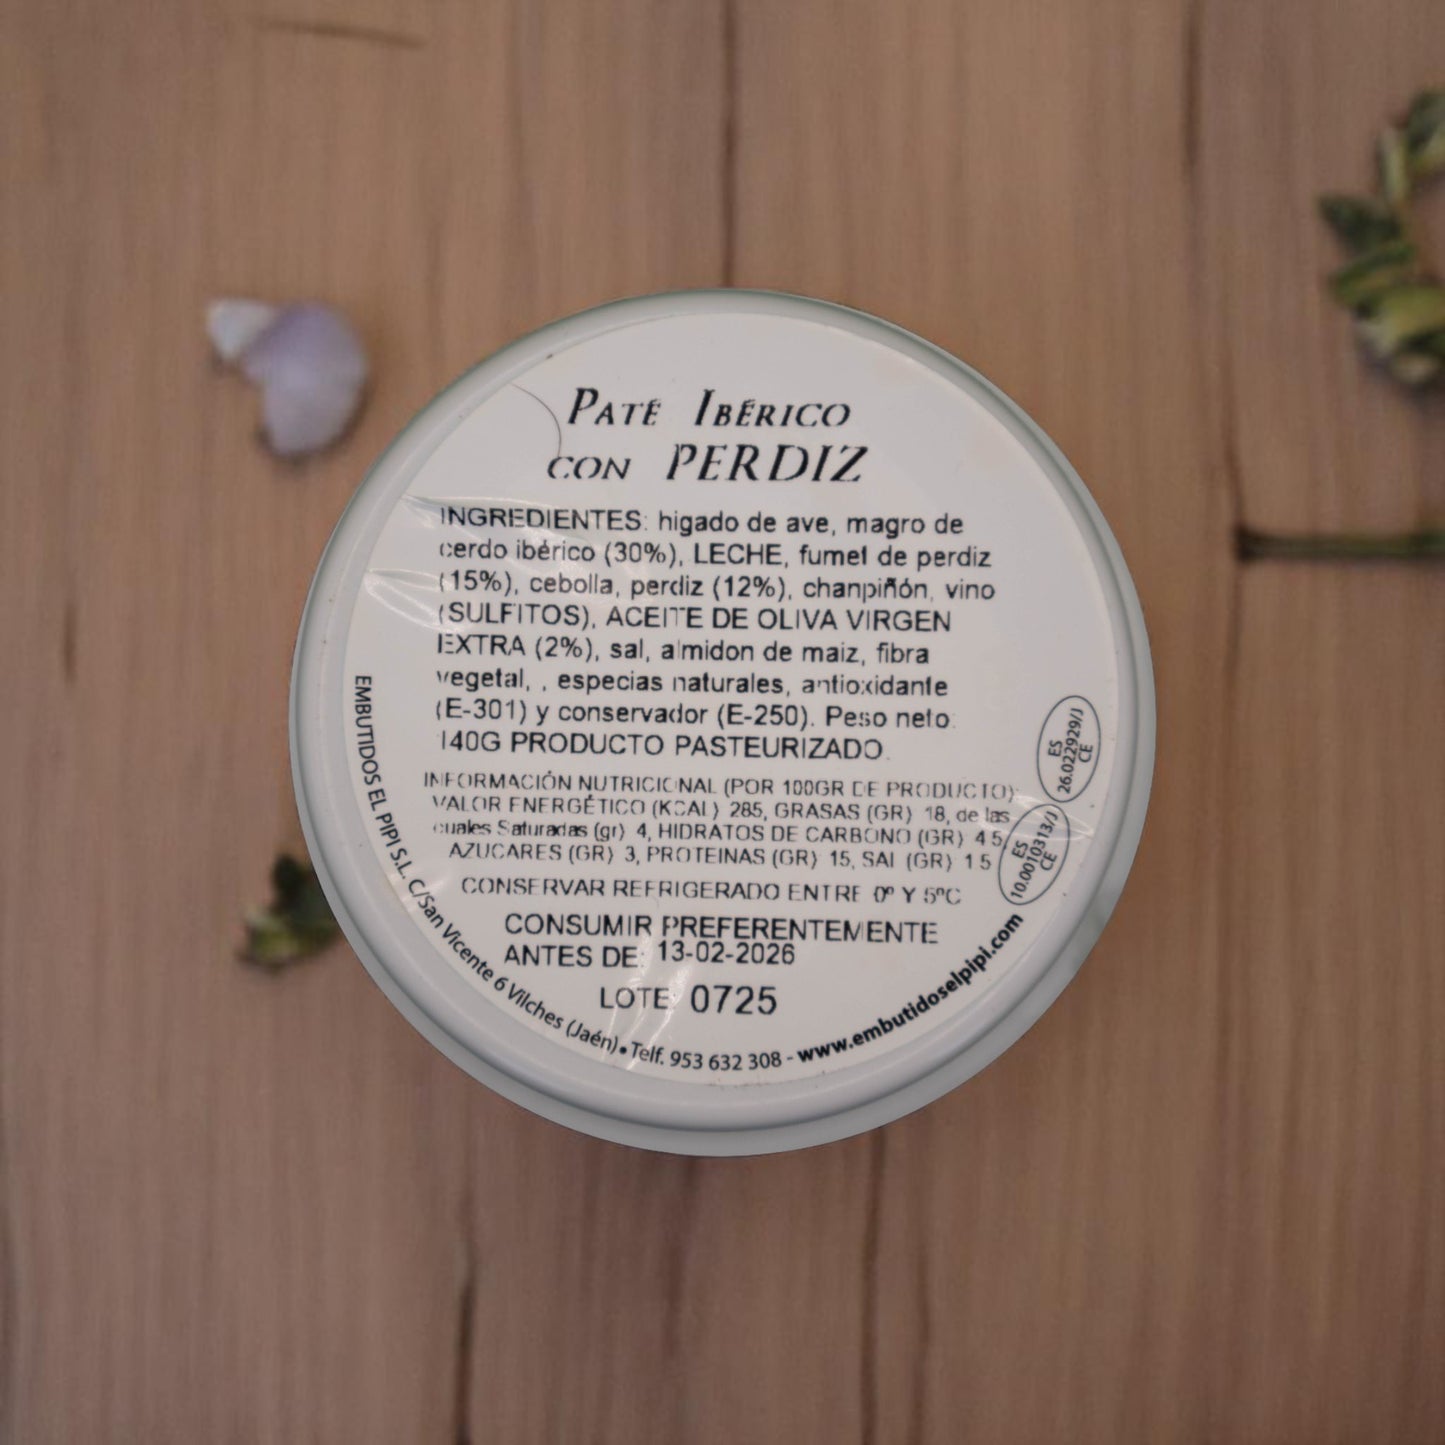 PATÉ IBÉRICO
CON PERDIZ
INGREDIENTES: higado de ave, magro de
cerdo ibérico (30%), LECHE, fumet de perdiz
(15%), cebolla, perdiz (12%), chanpiñón, vino
(SULFITOS), ACEITE DE OLIVA VIRGEN
EXTRA (2%), sal, almidon de maiz, fibra
vegetal, , especias naturales, antioxidante
(E-301) y conservador (E-250). Peso neto:
140G PRODUCTO PASTEURIZADO.
INFORMACIÓN NUTRICIONAL (POR 100GR DE PRODUCTO):
VALOR ENERGÉTICO (KCAL) 285, GRASAS (GR) 18, de las
cuales Saturadas (gr) 4, HIDRATOS DE CARBONO (GR) 4.5,
AZUCARES (GR) 3, PROTEINAS (GR) 15, SAL (GR) 1.5
CONSERVAR REFRIGERADO ENTRE 0º Y 5ºC
CONSUMIR PREFERENTEMENTE
ANTES DE: 13-02-2026
LOTE: 0725
EMBUTIDOS EL PIPI S.L. C/San Vicente 6 Vilches (Jaén) • Telf. 953 632 308 - www.embutidoselpipi.com
ES
26.022929/J
CE
ES
10.0010313/J
CE